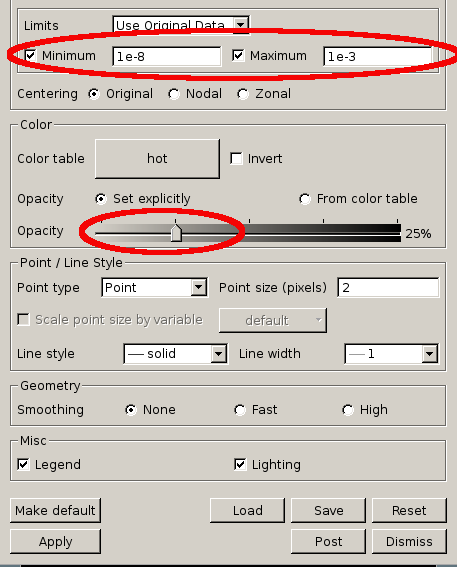 Limits Use Original Data
Minimum 1e-8 Maximum 1e-3
Centering Original Nodal Zonal
Color
Color table hot Invert
Opacity Set explicitly From color table
Opacity 25%
Point / Line Style
Point type Point Point size (pixels) 2
Scale point size by variable default
Line style solid Line width 1
Geometry
Smoothing None Fast High
Misc
Legend Lighting
Make default Load Save Reset
Apply Post Dismiss